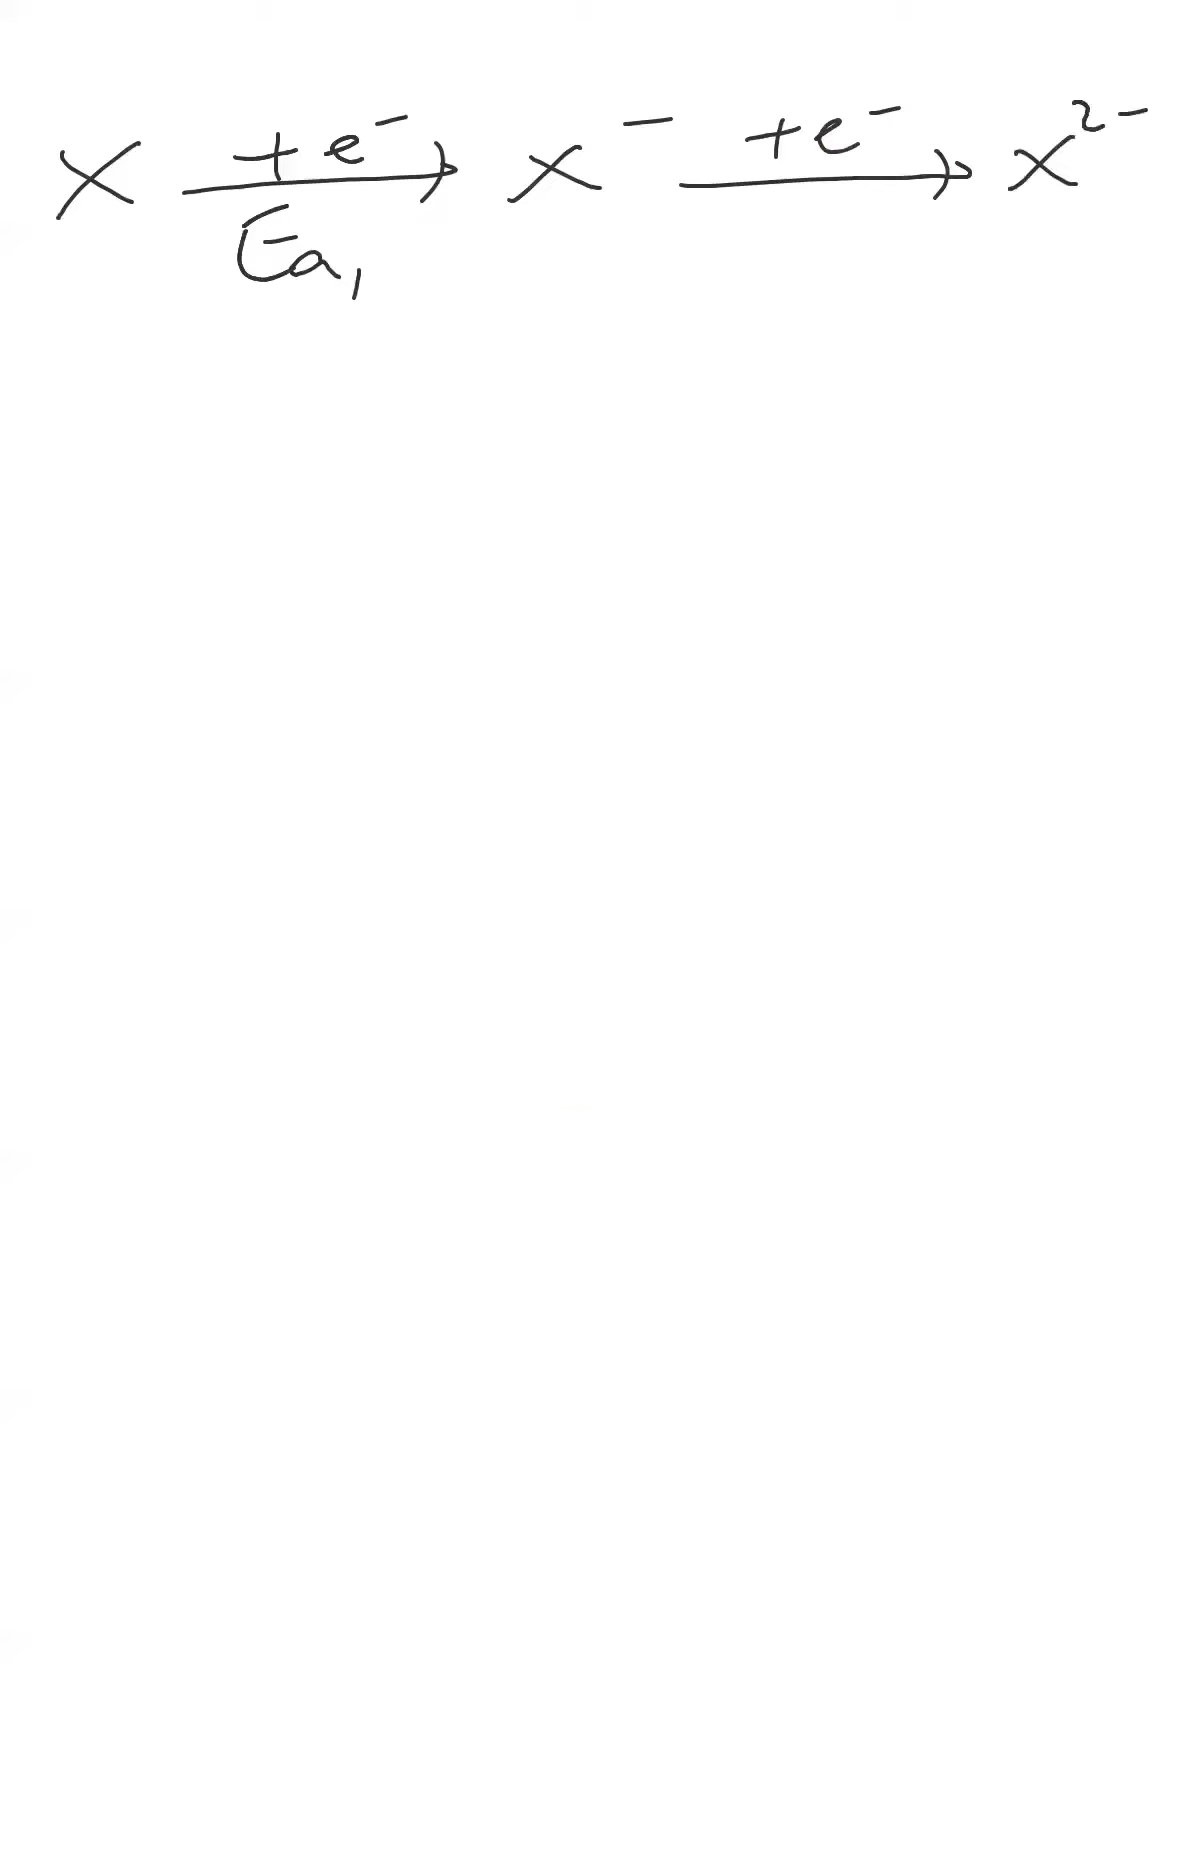 X +e⁻ → X⁻ +e⁻ → X²⁻
Ea₁